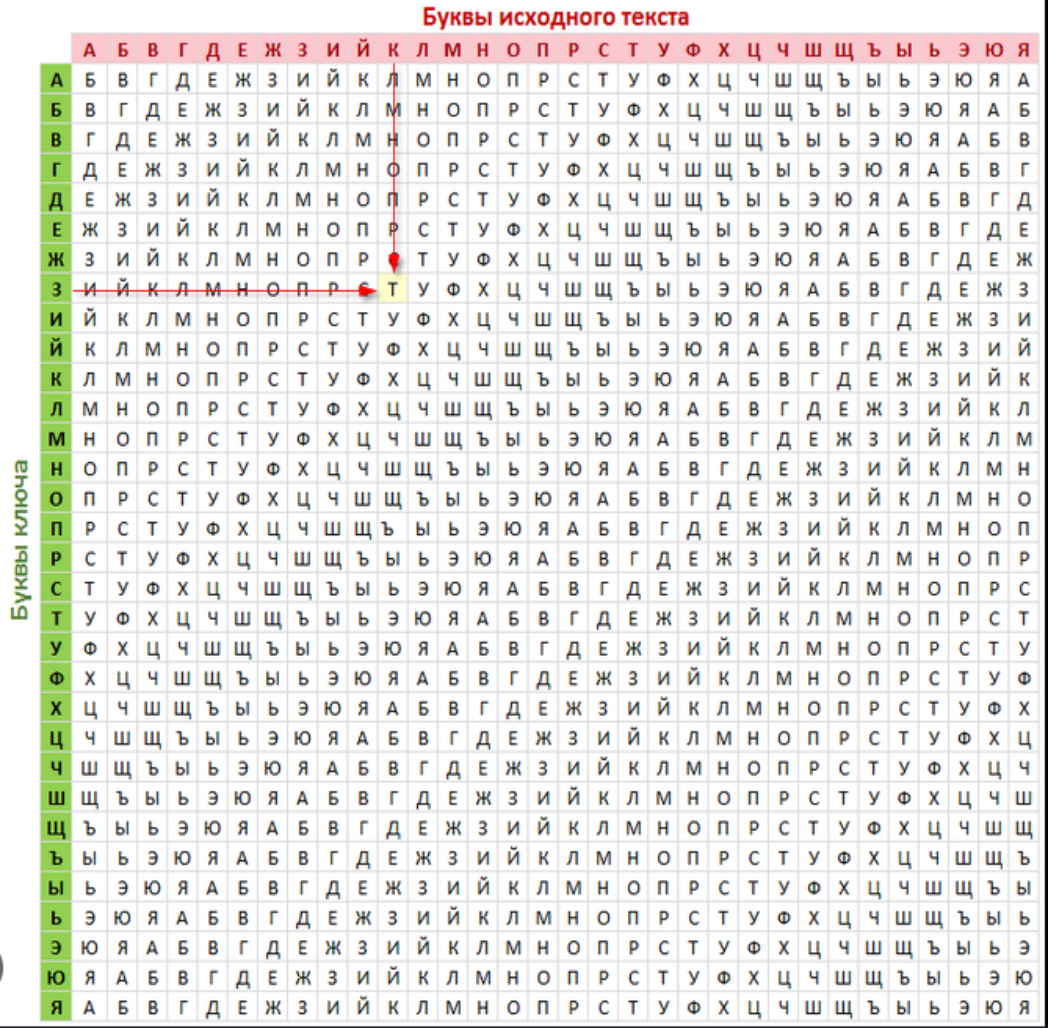 Буквы исходного текста
А Б В Г Д Е Ж З И Й К Л М Н О П Р С Т У Ф Х Ц Ч Ш Щ Ъ Ы Ь Э Ю Я
А Б В Г Д Е Ж З И Й К Л М Н О П Р С Т У Ф Х Ц Ч Ш Щ Ъ Ы Ь Э Ю Я А
Б В Г Д Е Ж З И Й К Л М Н О П Р С Т У Ф Х Ц Ч Ш Щ Ъ Ы Ь Э Ю Я А Б
В Г Д Е Ж З И Й К Л М Н О П Р С Т У Ф Х Ц Ч Ш Щ Ъ Ы Ь Э Ю Я А Б В
Г Д Е Ж З И Й К Л М Н О П Р С Т У Ф Х Ц Ч Ш Щ Ъ Ы Ь Э Ю Я А Б В Г
Д Е Ж З И Й К Л М Н О П Р С Т У Ф Х Ц Ч Ш Щ Ъ Ы Ь Э Ю Я А Б В Г Д
Е Ж З И Й К Л М Н О П Р С Т У Ф Х Ц Ч Ш Щ Ъ Ы Ь Э Ю Я А Б В Г Д Е
Ж З И Й К Л М Н О П Р С Т У Ф Х Ц Ч Ш Щ Ъ Ы Ь Э Ю Я А Б В Г Д Е Ж
З И Й К Л М Н О П Р С Т У Ф Х Ц Ч Ш Щ Ъ Ы Ь Э Ю Я А Б В Г Д Е Ж З
И Й К Л М Н О П Р С Т У Ф Х Ц Ч Ш Щ Ъ Ы Ь Э Ю Я А Б В Г Д Е Ж З И
Й К Л М Н О П Р С Т У Ф Х Ц Ч Ш Щ Ъ Ы Ь Э Ю Я А Б В Г Д Е Ж З И Й
К Л М Н О П Р С Т У Ф Х Ц Ч Ш Щ Ъ Ы Ь Э Ю Я А Б В Г Д Е Ж З И Й К
Л М Н О П Р С Т У Ф Х Ц Ч Ш Щ Ъ Ы Ь Э Ю Я А Б В Г Д Е Ж З И Й К Л
М Н О П Р С Т У Ф Х Ц Ч Ш Щ Ъ Ы Ь Э Ю Я А Б В Г Д Е Ж З И Й К Л М
Н О П Р С Т У Ф Х Ц Ч Ш Щ Ъ Ы Ь Э Ю Я А Б В Г Д Е Ж З И Й К Л М Н
О П Р С Т У Ф Х Ц Ч Ш Щ Ъ Ы Ь Э Ю Я А Б В Г Д Е Ж З И Й К Л М Н О
П Р С Т У Ф Х Ц Ч Ш Щ Ъ Ы Ь Э Ю Я А Б В Г Д Е Ж З И Й К Л М Н О П
Р С Т У Ф Х Ц Ч Ш Щ Ъ Ы Ь Э Ю Я А Б В Г Д Е Ж З И Й К Л М Н О П Р
С Т У Ф Х Ц Ч Ш Щ Ъ Ы Ь Э Ю Я А Б В Г Д Е Ж З И Й К Л М Н О П Р С
Т У Ф Х Ц Ч Ш Щ Ъ Ы Ь Э Ю Я А Б В Г Д Е Ж З И Й К Л М Н О П Р С Т
У Ф Х Ц Ч Ш Щ Ъ Ы Ь Э Ю Я А Б В Г Д Е Ж З И Й К Л М Н О П Р С Т У
Ф Х Ц Ч Ш Щ Ъ Ы Ь Э Ю Я А Б В Г Д Е Ж З И Й К Л М Н О П Р С Т У Ф
Х Ц Ч Ш Щ Ъ Ы Ь Э Ю Я А Б В Г Д Е Ж З И Й К Л М Н О П Р С Т У Ф Х
Ц Ч Ш Щ Ъ Ы Ь Э Ю Я А Б В Г Д Е Ж З И Й К Л М Н О П Р С Т У Ф Х Ц
Ч Ш Щ Ъ Ы Ь Э Ю Я А Б В Г Д Е Ж З И Й К Л М Н О П Р С Т У Ф Х Ц Ч
Ш Щ Ъ Ы Ь Э Ю Я А Б В Г Д Е Ж З И Й К Л М Н О П Р С Т У Ф Х Ц Ч Ш
Щ Ъ Ы Ь Э Ю Я А Б В Г Д Е Ж З И Й К Л М Н О П Р С Т У Ф Х Ц Ч Ш Щ
Ъ Ы Ь Э Ю Я А Б В Г Д Е Ж З И Й К Л М Н О П Р С Т У Ф Х Ц Ч Ш Щ Ъ
Ы Ь Э Ю Я А Б В Г Д Е Ж З И Й К Л М Н О П Р С Т У Ф Х Ц Ч Ш Щ Ъ Ы
Ь Э Ю Я А Б В Г Д Е Ж З И Й К Л М Н О П Р С Т У Ф Х Ц Ч Ш Щ Ъ Ы Ь
Э Ю Я А Б В Г Д Е Ж З И Й К Л М Н О П Р С Т У Ф Х Ц Ч Ш Щ Ъ Ы Ь Э
Ю Я А Б В Г Д Е Ж З И Й К Л М Н О П Р С Т У Ф Х Ц Ч Ш Щ Ъ Ы Ь Э Ю
Я А Б В Г Д Е Ж З И Й К Л М Н О П Р С Т У Ф Х Ц Ч Ш Щ Ъ Ы Ь Э Ю Я
Буквы ключа